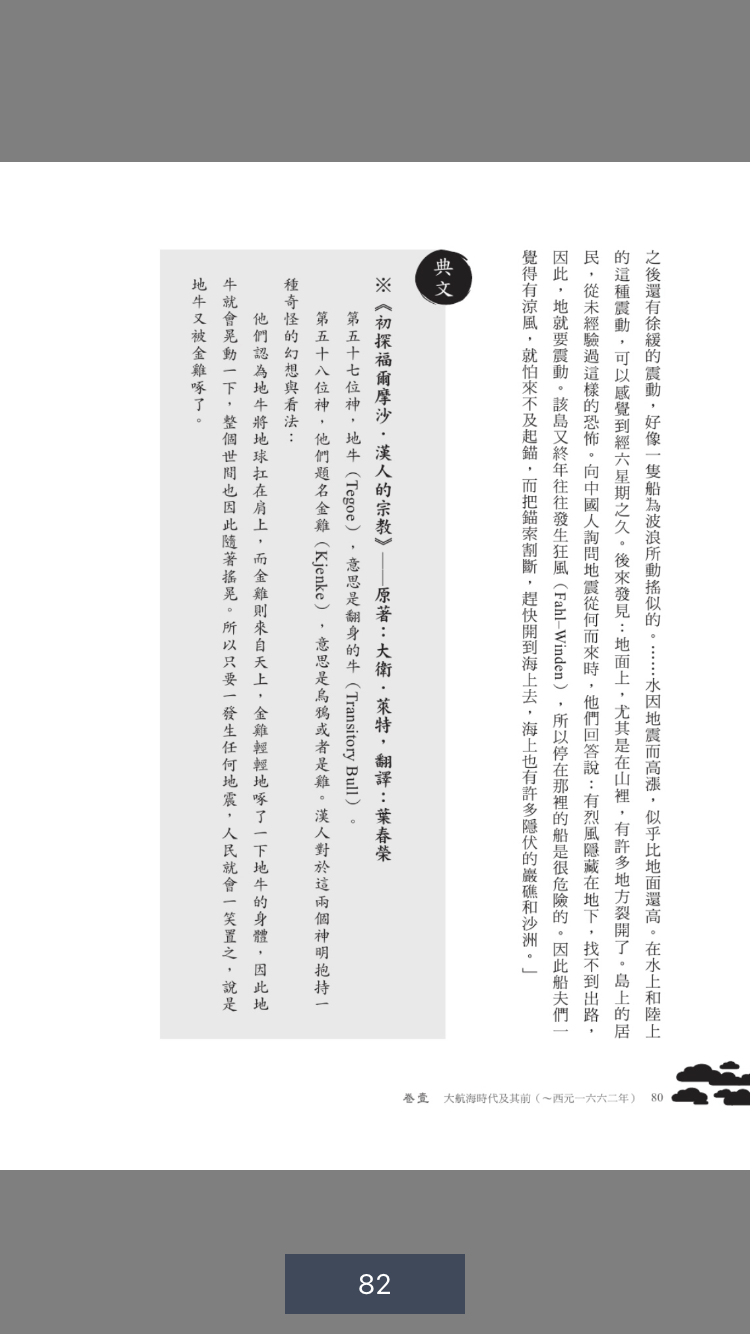 之後還有徐緩的震動，好像一隻船為波浪所動搖似的。……水因地震而高漲，似乎比地面還高。在水上和陸上
的這種震動，可以感覺到經六星期之久。後來發見：地面上，尤其是在山裡，有許多地方裂開了。島上的居
民，從未經驗過這樣的恐怖。向中國人詢問地震從何而來時，他們回答說：有烈風隱藏在地下，找不到出路，
因此，地就要震動。該島又終年往往發生狂風（Fahl-Winden），所以停在那裡的船是很危險的。因此船夫們一
覺得有涼風，就怕來不及起錨，而把錨索割斷，趕快開到海上去，海上也有許多隱伏的巖礁和沙洲。」
典文
※《初探福爾摩沙．漢人的宗教》──原著：大衛．萊特，翻譯：葉春榮
第五十七位神，地牛（Tegoe），意思是翻身的牛（Transitory Bull）。
第五十八位神，他們題名金雞（Kjenke），意思是烏鴉或者是雞。漢人對於這兩個神明抱持一
種奇怪的幻想與看法：
他們認為地牛將地球扛在肩上，而金雞則來自天上，金雞輕輕地啄了一下地牛的身體，因此地
牛就會晃動一下，整個世間也因此隨著搖晃。所以只要一發生任何地震，人民就會一笑置之，說是
地牛又被金雞啄了。
卷壹 大航海時代及其前（～西元一六六二年） 80
82